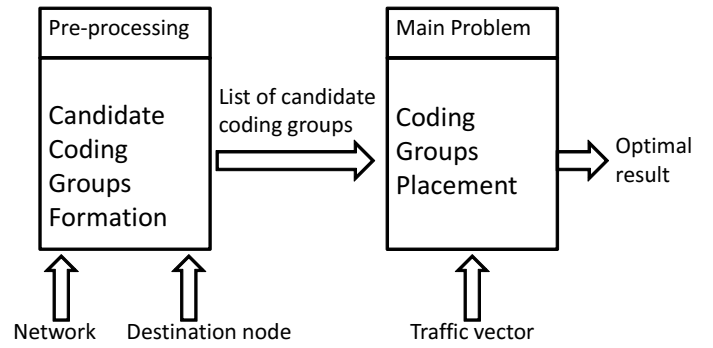 Pre-processing
Candidate
Coding
Groups
Formation
List of candidate
coding groups
Main Problem
Coding
Groups
Placement
Optimal
result
Network
Destination node
Traffic vector